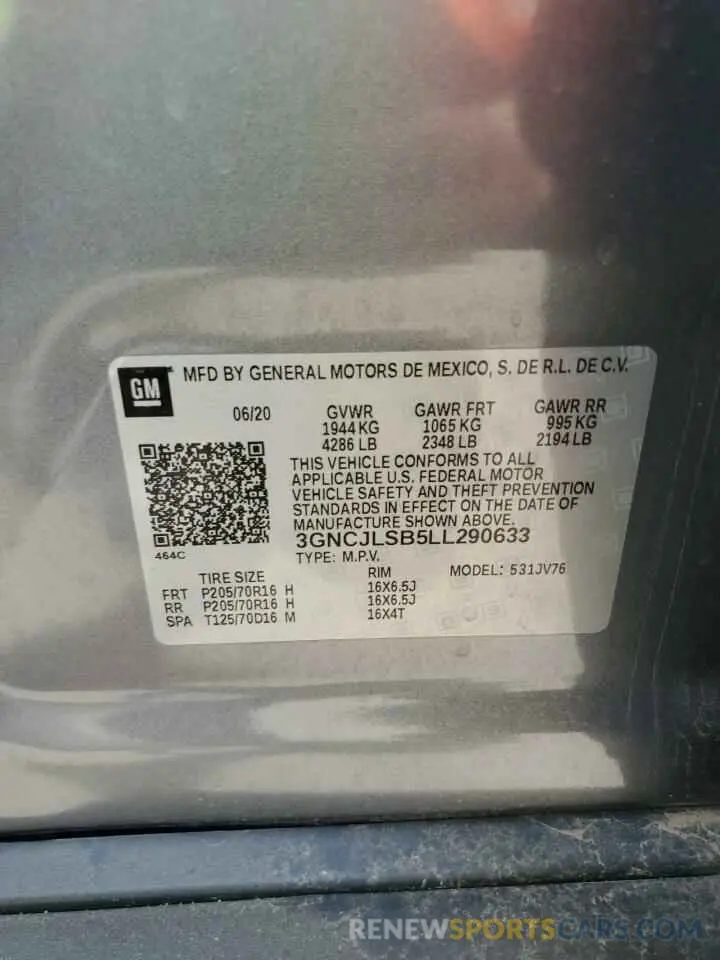 GM MFD BY GENERAL MOTORS DE MEXICO, S. DE R.L. DE C.V.
06/20 GVWR GAWR FRT GAWR RR
1944 KG 1065 KG 995 KG
4286 LB 2348 LB 2194 LB
THIS VEHICLE CONFORMS TO ALL
APPLICABLE U.S. FEDERAL MOTOR
VEHICLE SAFETY AND THEFT PREVENTION
STANDARDS IN EFFECT ON THE DATE OF
MANUFACTURE SHOWN ABOVE.
3GNCJLSB5LL290633
464C
TYPE: M.P.V.
TIRE SIZE RIM MODEL: 531JV76
FRT P205/70R16 H 16X6.5J
RR P205/70R16 H 16X6.5J
SPA T125/70D16 M 16X4T
RENEWSPORTSCARS.COM